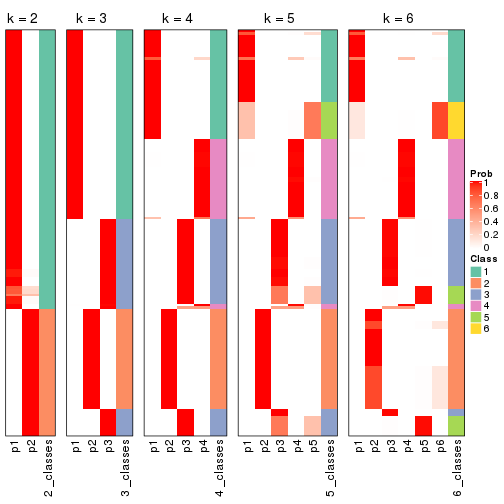 k = 2
k = 3
k = 4
k = 5
k = 6
p1
p2
2_classes
p1
p2
p3
3_classes
p1
p2
p3
p4
4_classes
p1
p2
p3
p4
p5
5_classes
p1
p2
p3
p4
p5
p6
6_classes
Prob
1
0.8
0.6
0.4
0.2
0
Class
1
2
3
4
5
6